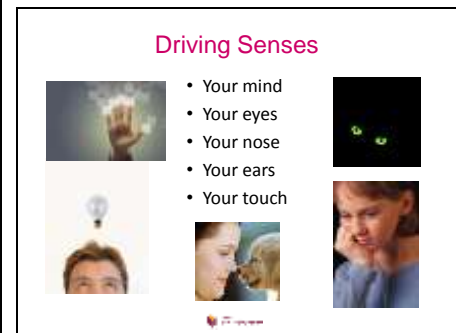 Driving Senses
• Your mind
• Your eyes
• Your nose
• Your ears
• Your touch